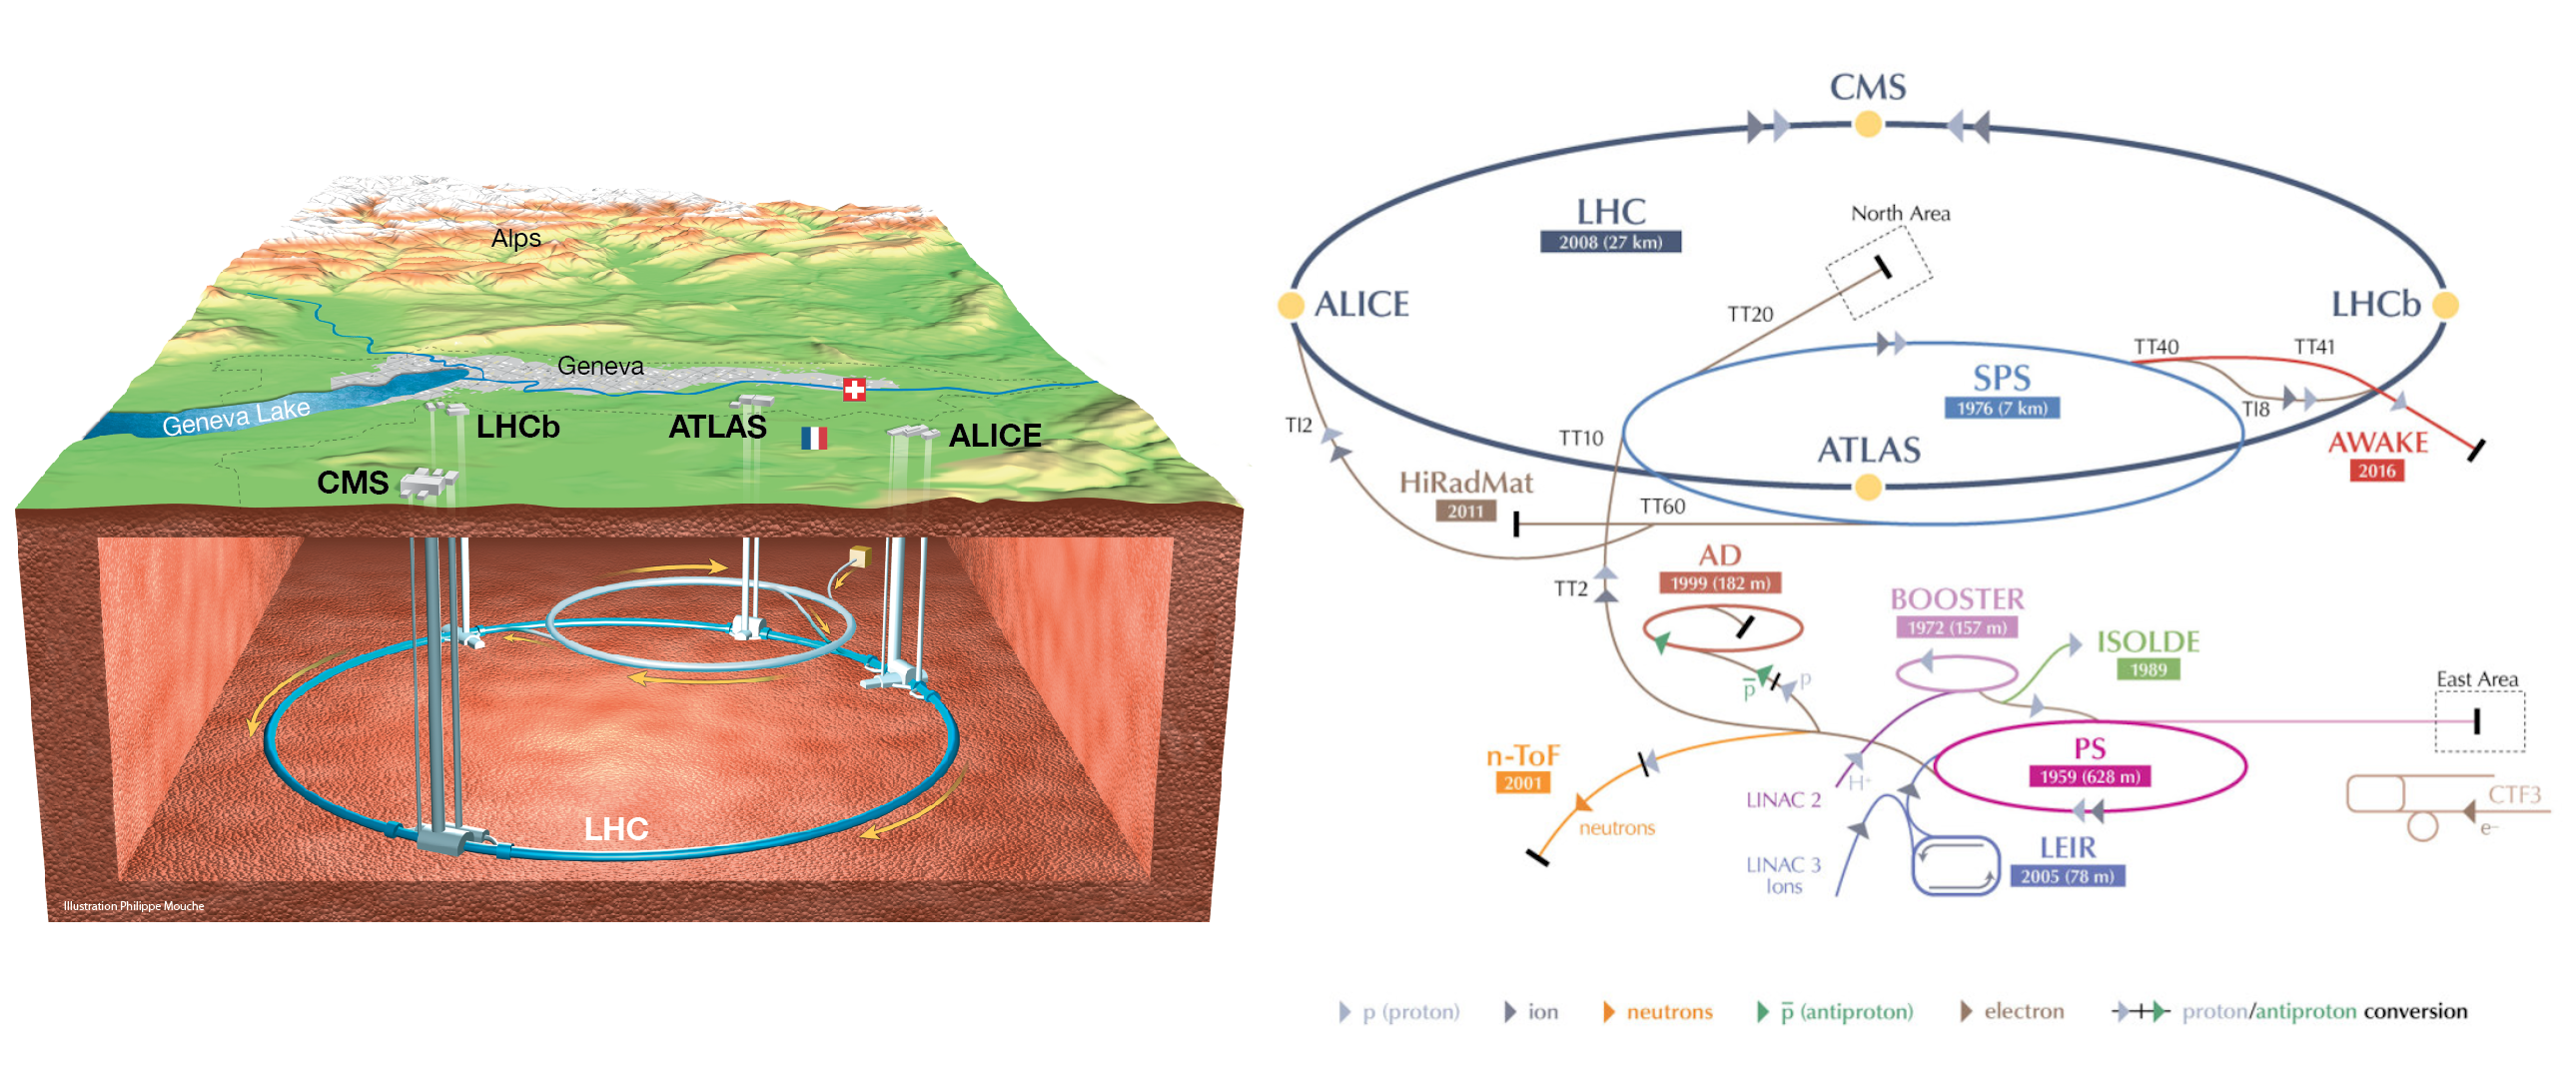 Alps
Geneva
Geneva Lake
LHCb
ATLAS
ALICE
CMS
LHC
Illustration Philippe Mouche
CMS
LHC
2008 (27 km)
North Area
ALICE
LHCb
TT20
TT40
TT41
SPS
1976 (7 km)
TI8
TI2
TT10
ATLAS
AWAKE
2016
HiRadMat
2011
TT60
AD
1999 (182 m)
TT2
BOOSTER
1972 (157 m)
ISOLDE
1989
p̅
p
East Area
n-ToF
2001
PS
1959 (628 m)
H⁺
LINAC 2
neutrons
CTF3
e⁻
LINAC 3
Ions
LEIR
2005 (78 m)
p (proton)
ion
neutrons
p̅ (antiproton)
electron
proton/antiproton conversion